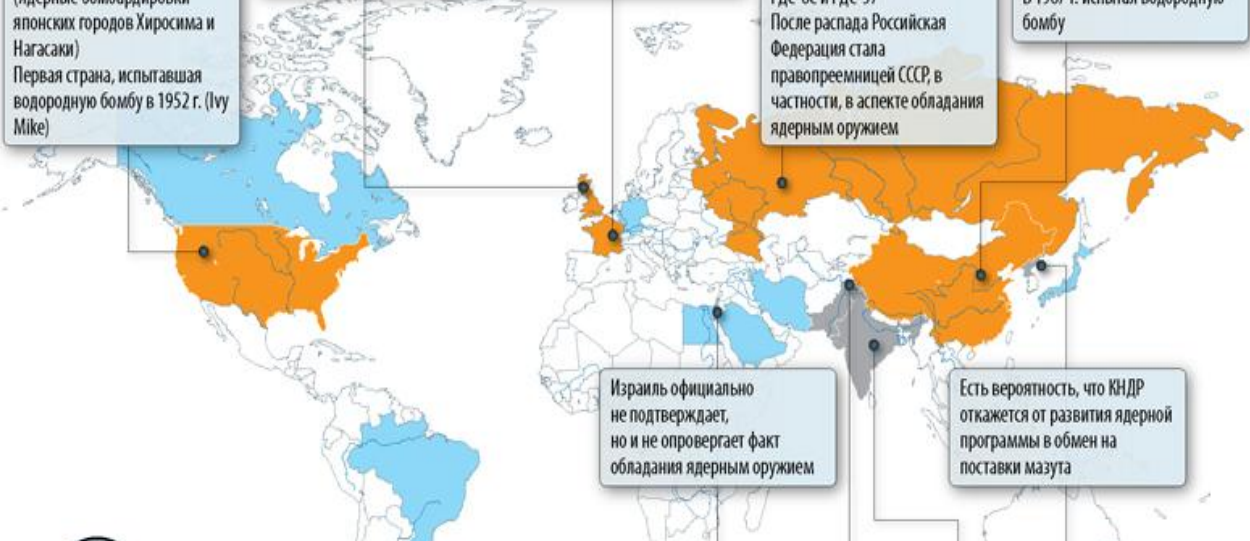 (ядерные бомбардировки
японских городов Хиросима и
Нагасаки)
Первая страна, испытавшая
водородную бомбу в 1952 г. (Ivy
Mike)
После распада Российская
Федерация стала
правопреемницей СССР, в
частности, в аспекте обладания
ядерным оружием
бомбу
Израиль официально
не подтверждает,
но и не опровергает факт
обладания ядерным оружием
Есть вероятность, что КНДР
откажется от развития ядерной
программы в обмен на
поставки мазута